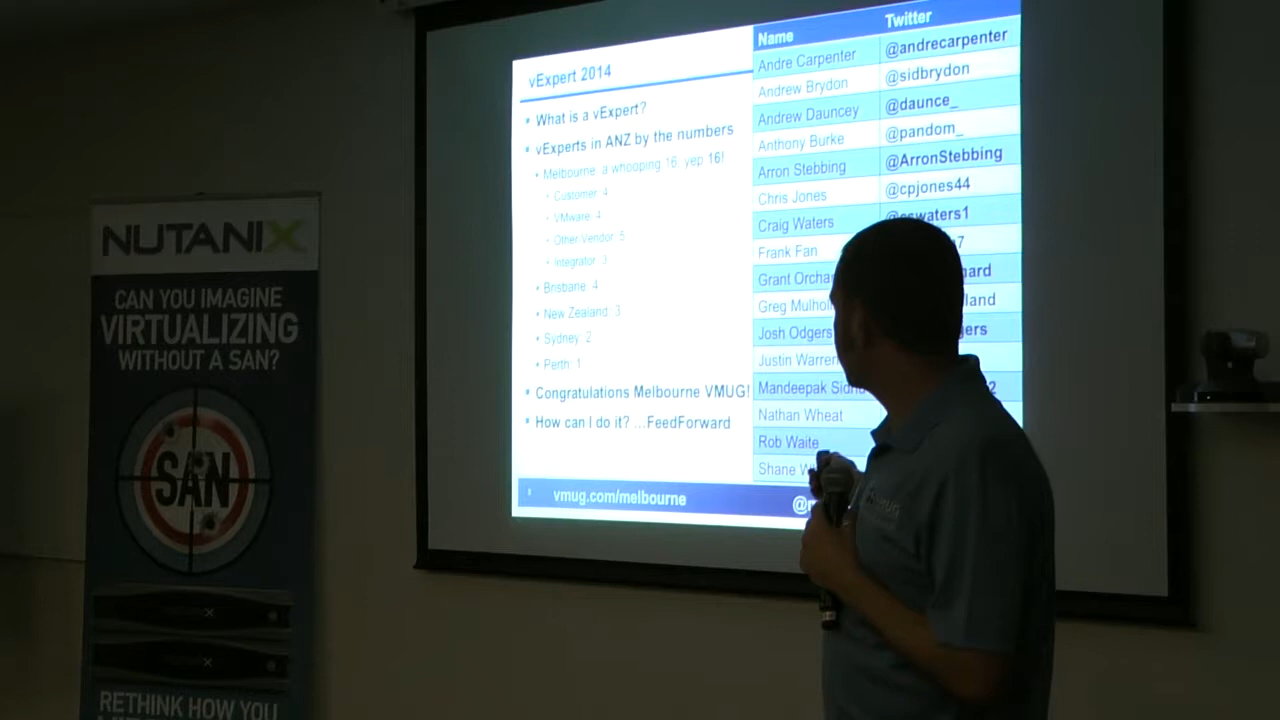 NUTANIX
CAN YOU IMAGINE
VIRTUALIZING
WITHOUT A SAN?
SAN
RETHINK HOW YOU
vExpert 2014
What is a vExpert?
vExperts in ANZ by the numbers
Melbourne: a whooping 16, yep 16!
Customer: 4
VMware: 4
Other Vendor: 5
Integrator: 3
Brisbane: 4
New Zealand: 3
Sydney: 2
Perth: 1
Congratulations Melbourne VMUG!
How can I do it? ...FeedForward
vmug.com/melbourne
Name Twitter
Andre Carpenter @andrecarpenter
Andrew Brydon @sidbrydon
Andrew Dauncey @daunce_
Anthony Burke @pandom_
Arron Stebbing @ArronStebbing
Chris Jones @cpjones44
Craig Waters
Frank Fan
Grant
Greg
Josh Odgers
Justin Warren
Mandeepak
Nathan Wheat
Rob Waite
Shane